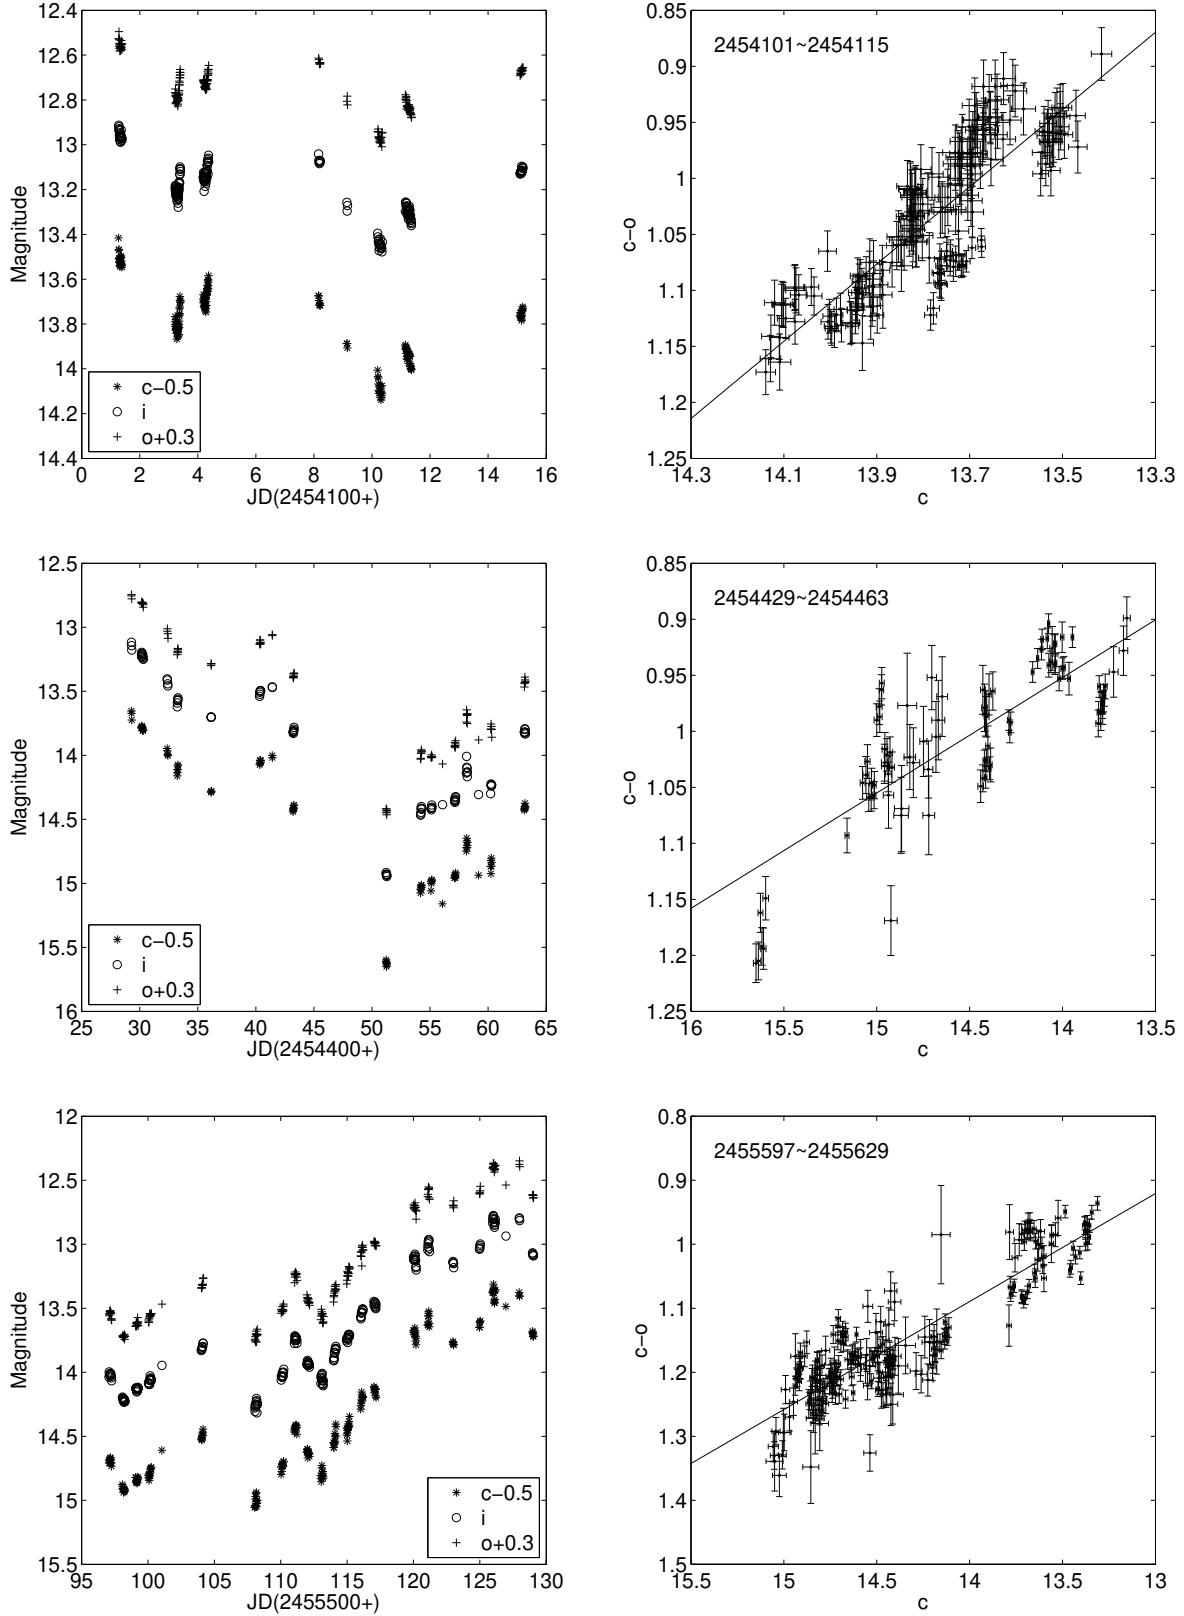 12.4
12.6
12.8
13
13.2
13.4
13.6
13.8
14
14.2
14.4
Magnitude
c−0.5
i
o+0.3
0 2 4 6 8 10 12 14 16
JD(2454100+)
0.85
0.9
0.95
1
1.05
1.1
1.15
1.2
1.25
c−o
2454101~2454115
14.3 14.1 13.9 13.7 13.5 13.3
c
12.5
13
13.5
14
14.5
15
15.5
16
Magnitude
c−0.5
i
o+0.3
25 30 35 40 45 50 55 60 65
JD(2454400+)
0.85
0.9
0.95
1
1.05
1.1
1.15
1.2
1.25
c−o
2454429~2454463
16 15.5 15 14.5 14 13.5
c
12
12.5
13
13.5
14
14.5
15
15.5
Magnitude
c−0.5
i
o+0.3
95 100 105 110 115 120 125 130
JD(2455500+)
0.8
0.9
1
1.1
1.2
1.3
1.4
1.5
c−o
2455597~2455629
15.5 15 14.5 14 13.5 13
c